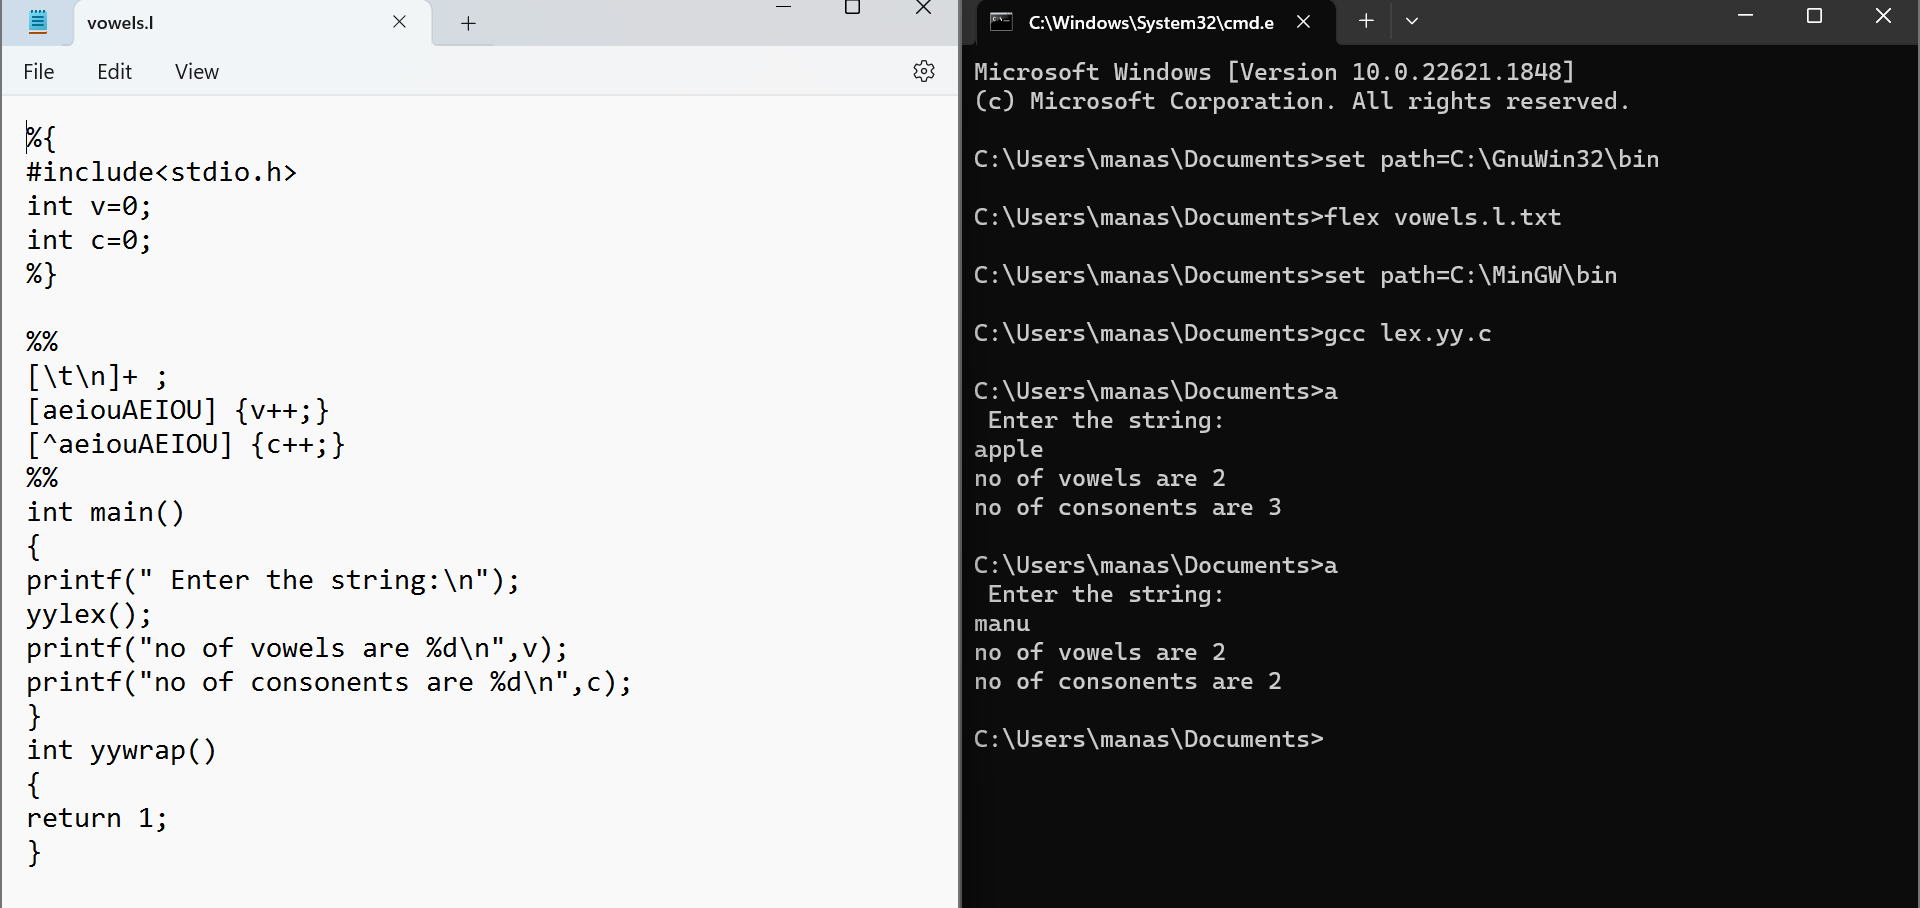 vowels.l
File Edit View
%{
#include<stdio.h>
int v=0;
int c=0;
%}
%%
[\t\n]+ ;
[aeiouAEIOU] {v++;}
[^aeiouAEIOU] {c++;}
%%
int main()
{
printf(" Enter the string:\n");
yylex();
printf("no of vowels are %d\n",v);
printf("no of consonents are %d\n",c);
}
int yywrap()
{
return 1;
}
C:\Windows\System32\cmd.e
Microsoft Windows [Version 10.0.22621.1848]
(c) Microsoft Corporation. All rights reserved.
C:\Users\manas\Documents>set path=C:\GnuWin32\bin
C:\Users\manas\Documents>flex vowels.l.txt
C:\Users\manas\Documents>set path=C:\MinGW\bin
C:\Users\manas\Documents>gcc lex.yy.c
C:\Users\manas\Documents>a
 Enter the string:
apple
no of vowels are 2
no of consonents are 3
C:\Users\manas\Documents>a
 Enter the string:
manu
no of vowels are 2
no of consonents are 2
C:\Users\manas\Documents>